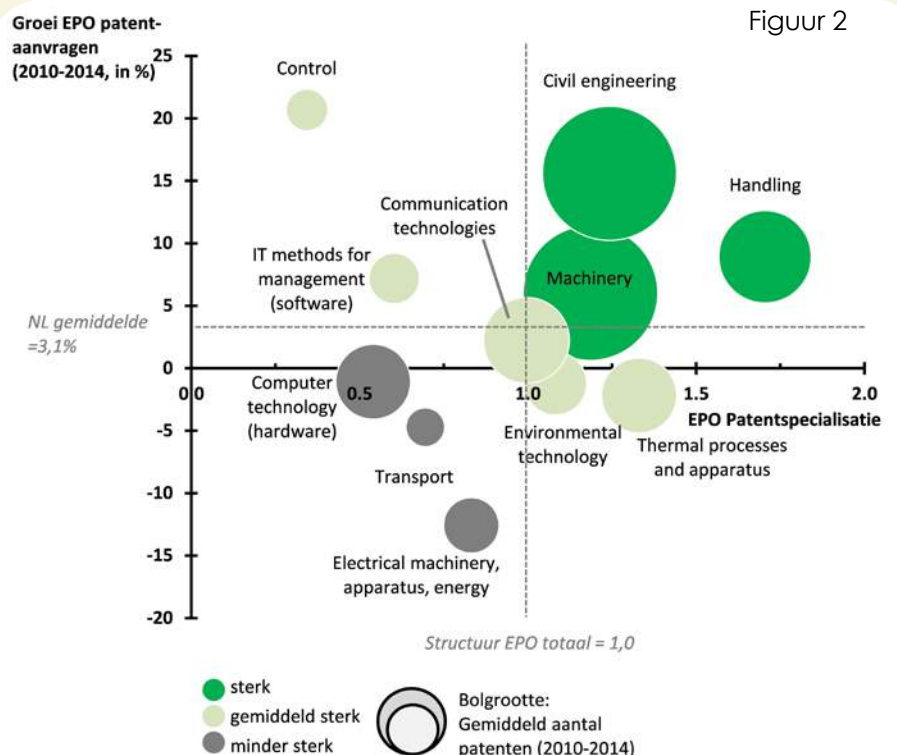 Figuur 2
Groei EPO patent-
aanvragen
(2010-2014, in %)
25
20
15
10
5
0
-5
-10
-15
-20
Control
Civil engineering
Handling
Communication
technologies
IT methods for
management
(software)
Machinery
NL gemiddelde
=3,1%
0.0
0.5
1.0
1.5
2.0
EPO Patentspecialisatie
Computer
technology
(hardware)
Environmental
technology
Thermal processes
and apparatus
Transport
Electrical machinery,
apparatus, energy
Structuur EPO totaal = 1,0
sterk
gemiddeld sterk
minder sterk
Bolgrootte:
Gemiddeld aantal
patenten (2010-2014)